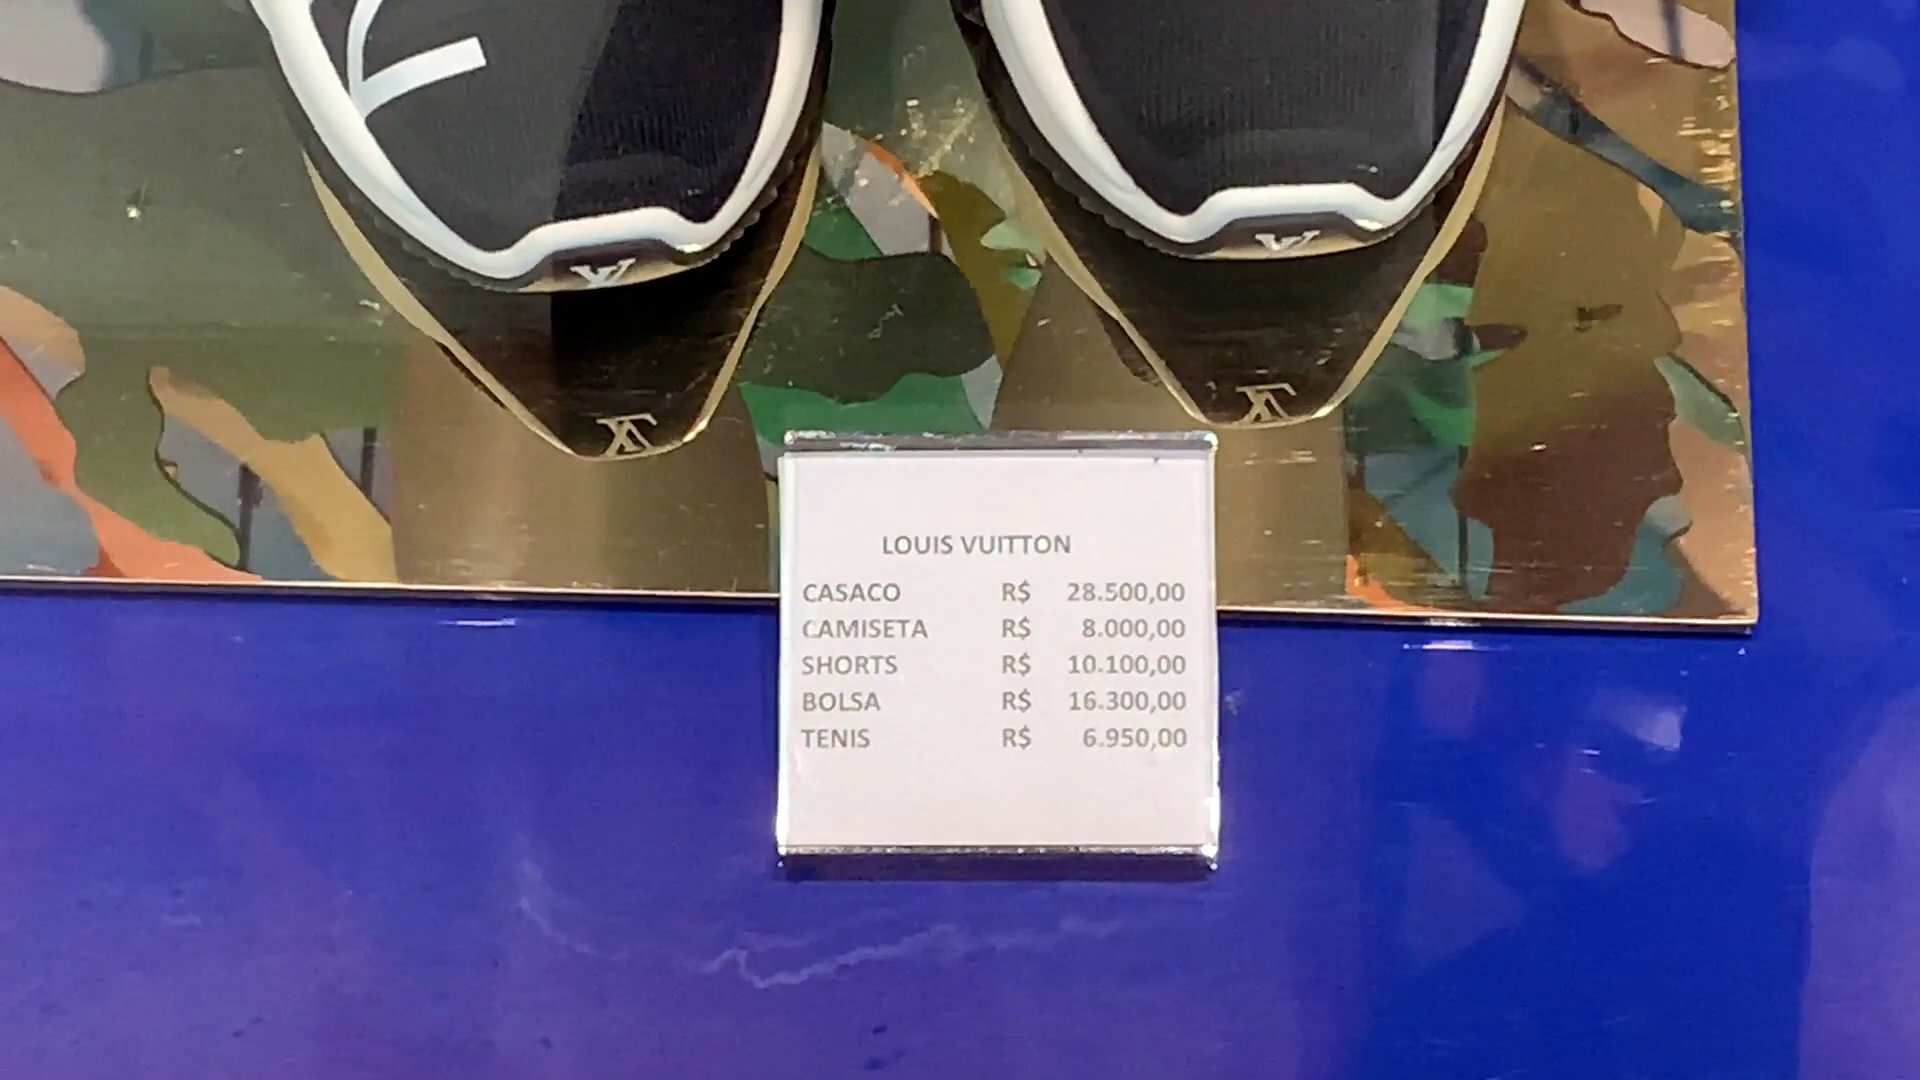 LOUIS VUITTON
CASACO R$ 28.500,00
CAMISETA R$ 8.000,00
SHORTS R$ 10.100,00
BOLSA R$ 16.300,00
TENIS R$ 6.950,00